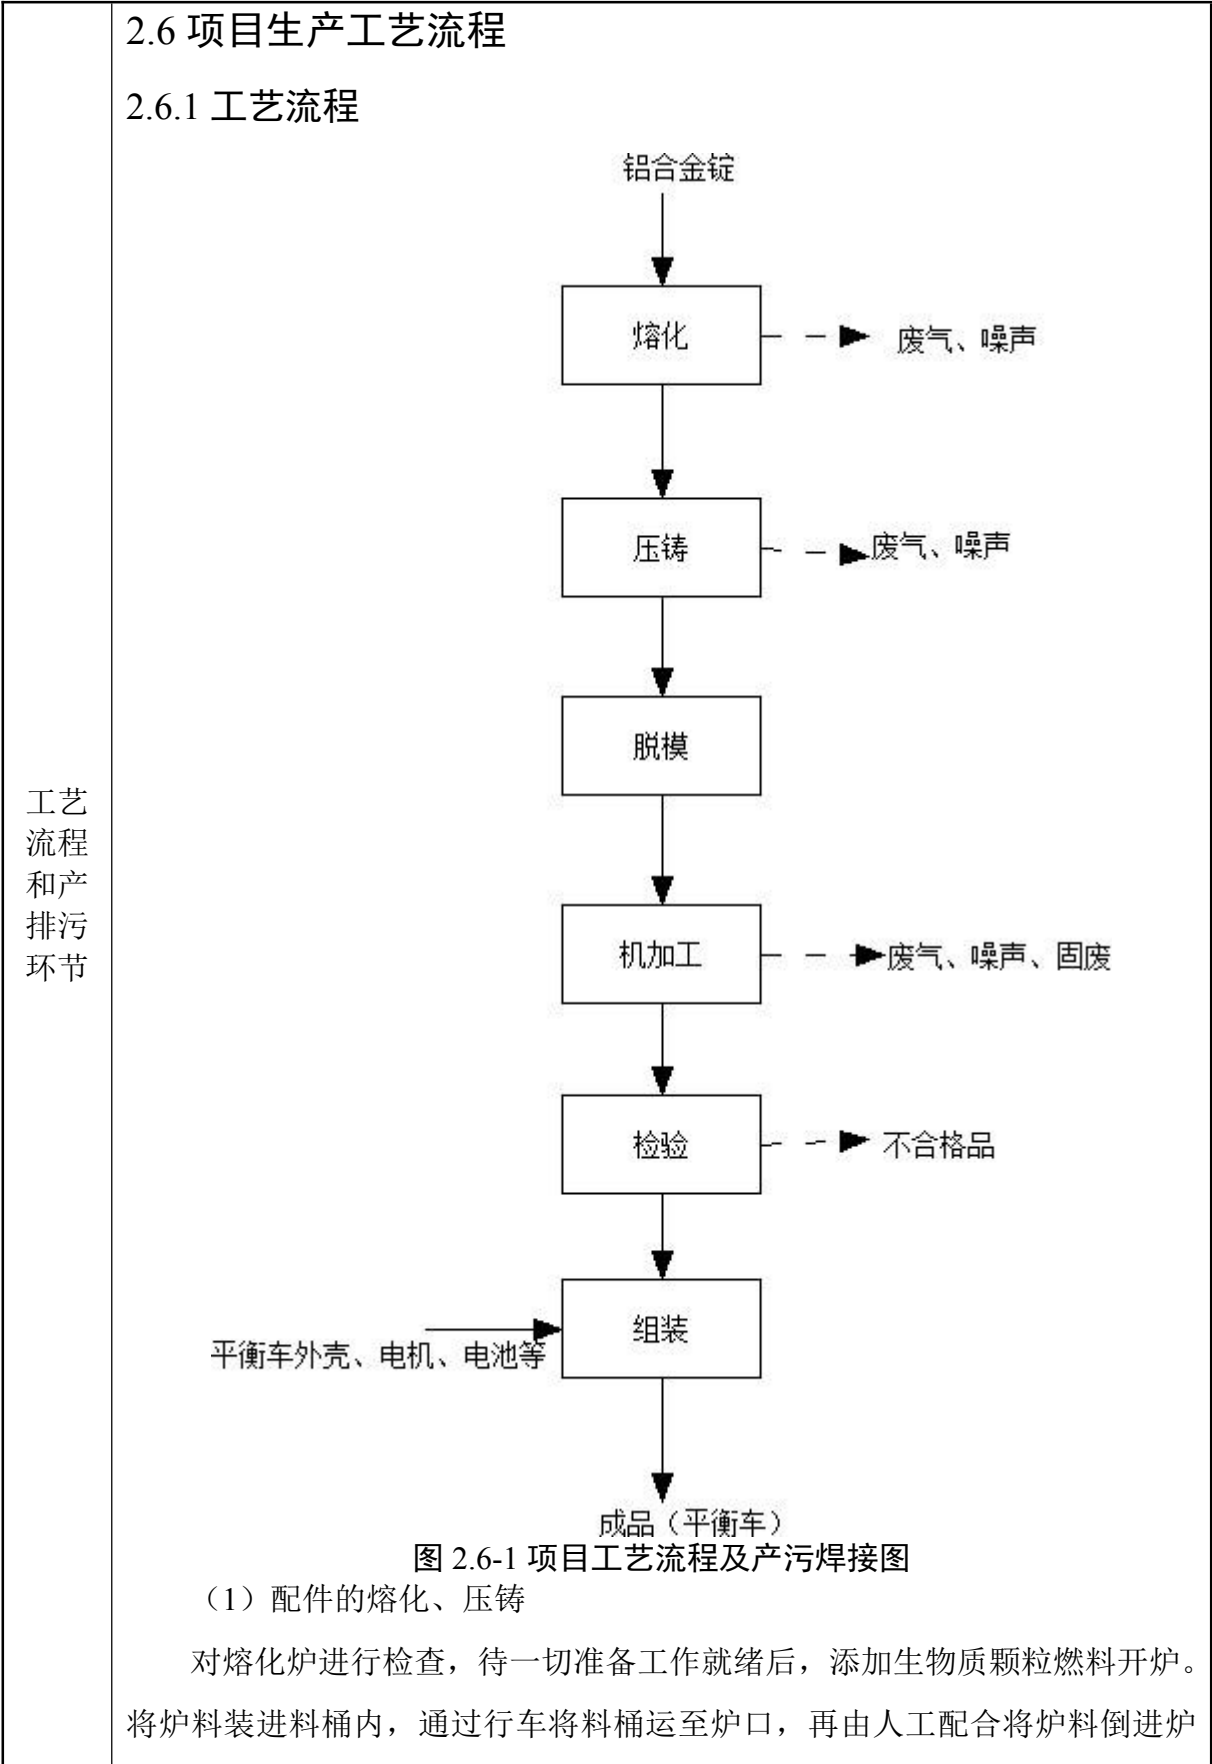 2.6 项目生产工艺流程
2.6.1 工艺流程
铝合金锭
熔化
废气、噪声
压铸
废气、噪声
脱模
机加工
废气、噪声、固废
检验
不合格品
组装
平衡车外壳、电机、电池等
成品（平衡车）
图 2.6-1 项目工艺流程及产污焊接图
工艺
流程
和产
排污
环节
（1）配件的熔化、压铸
对熔化炉进行检查，待一切准备工作就绪后，添加生物质颗粒燃料开炉。
将炉料装进料桶内，通过行车将料桶运至炉口，再由人工配合将炉料倒进炉